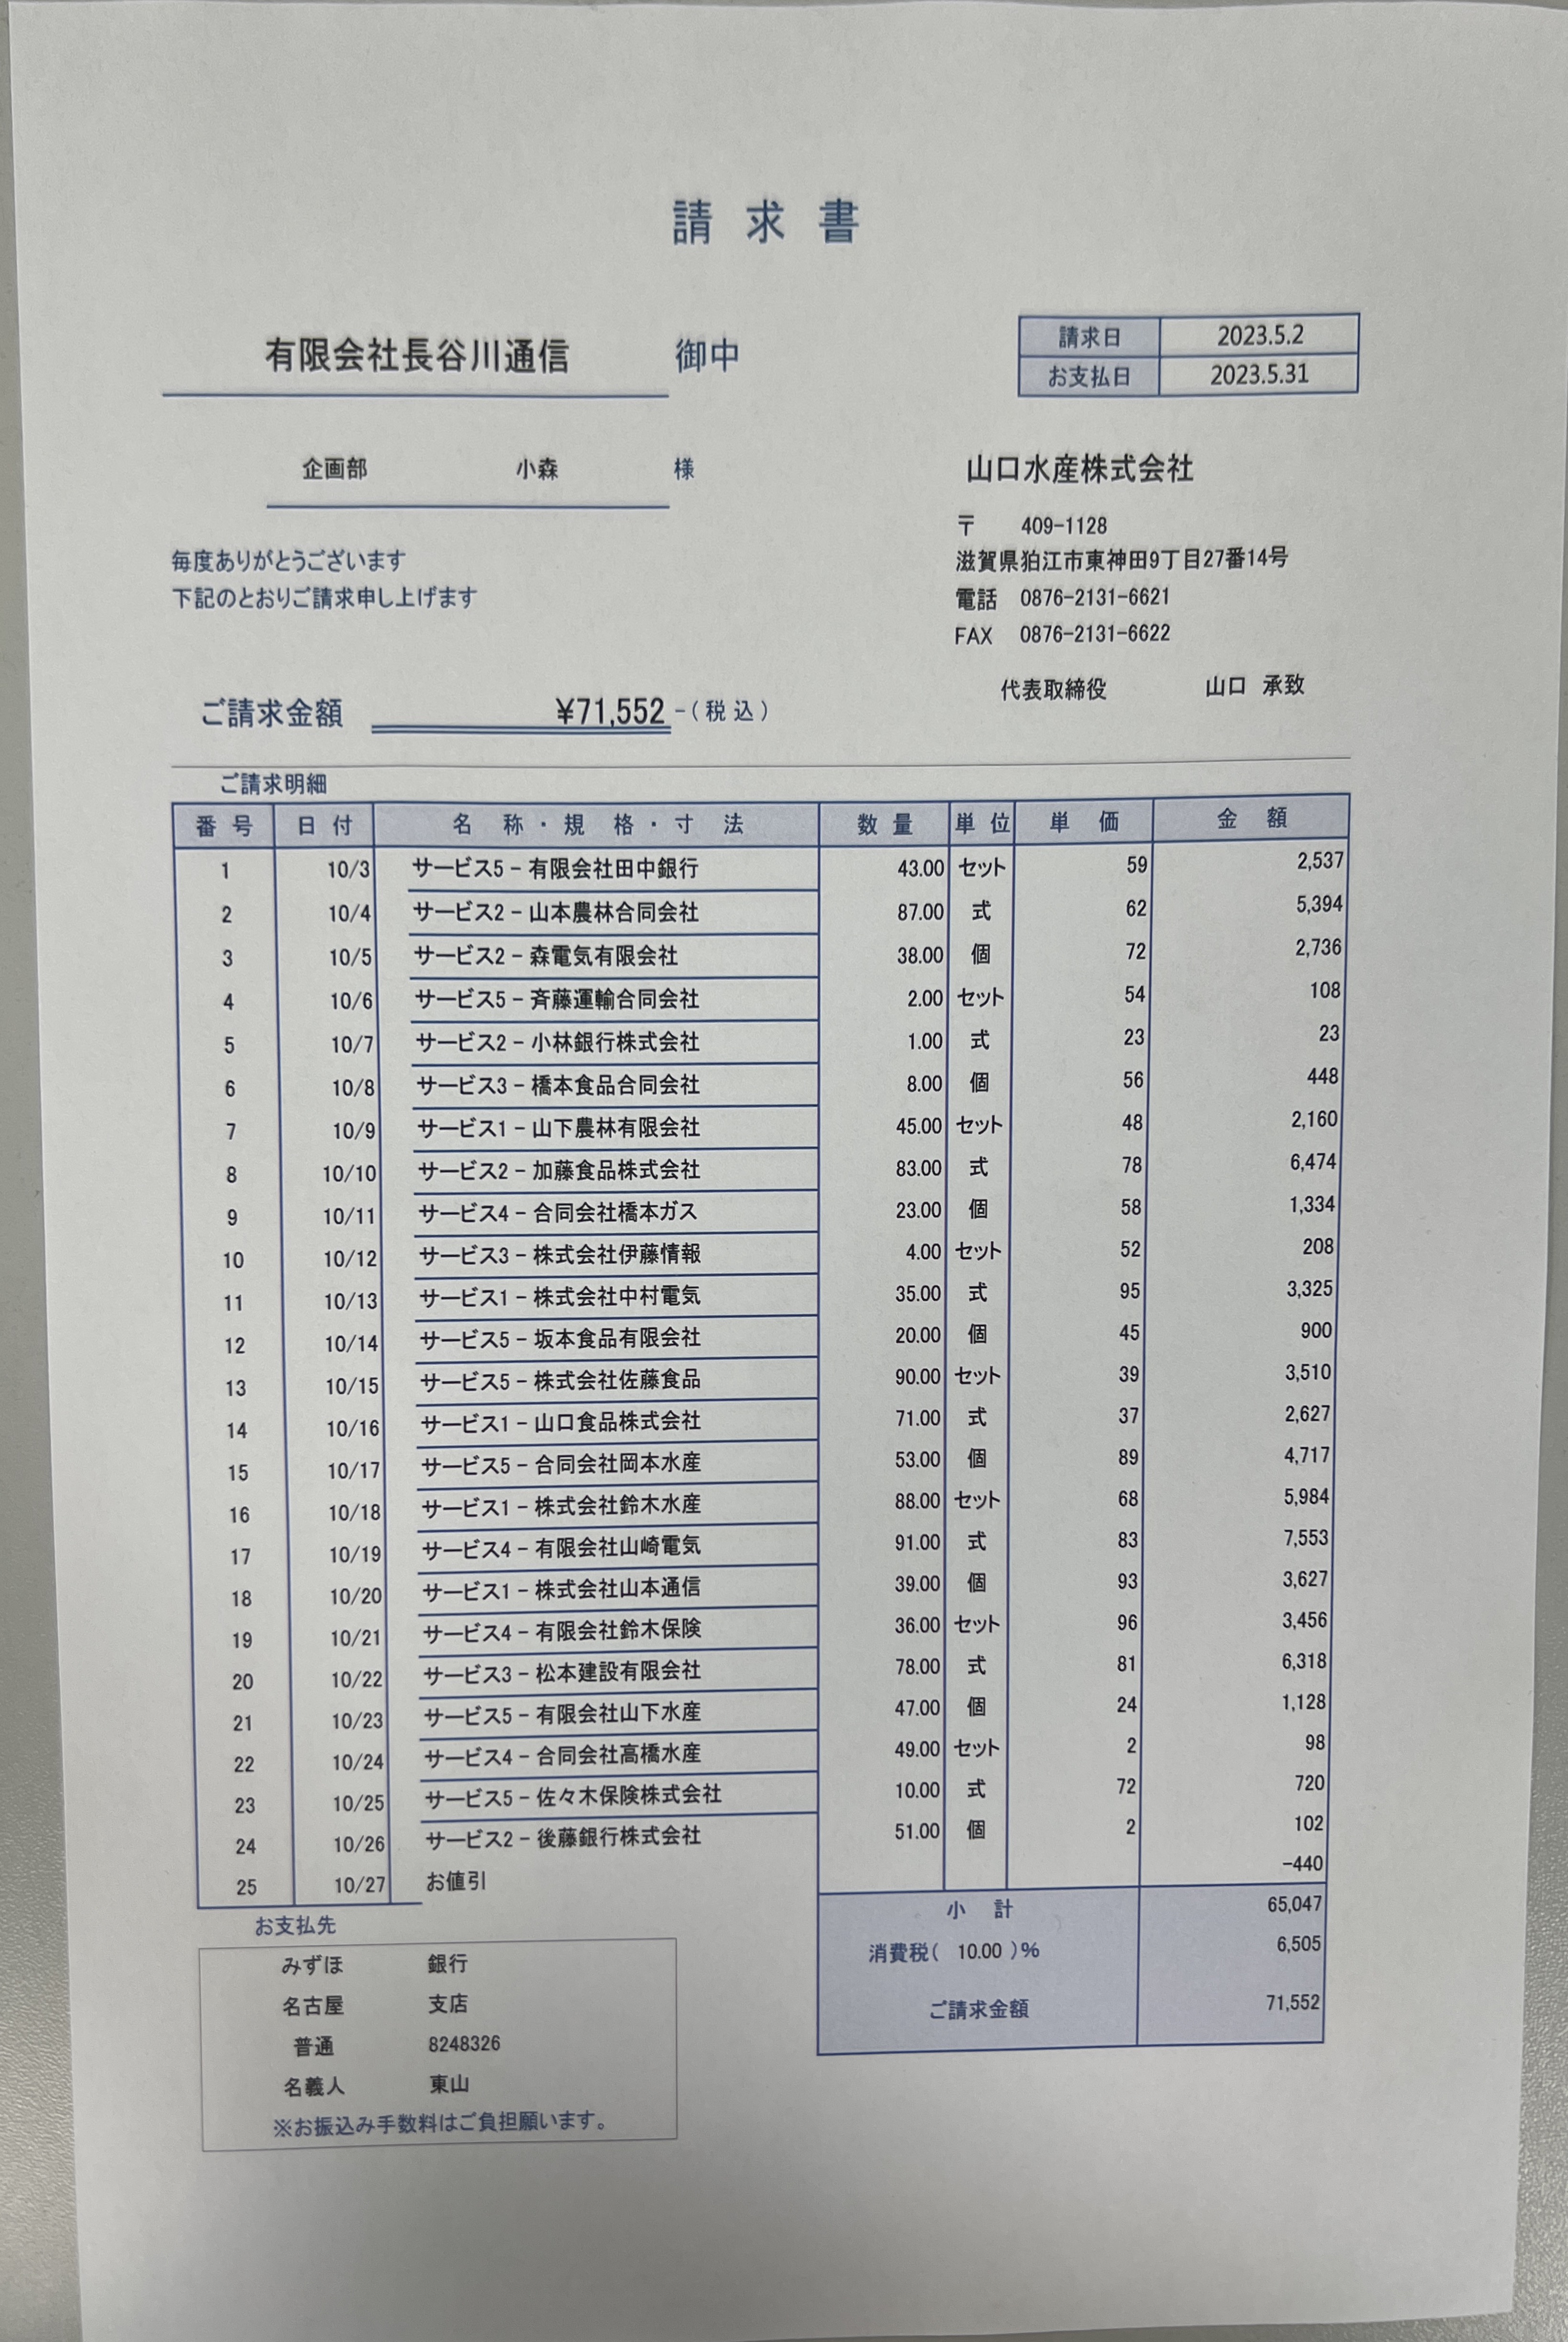 請求書
有限会社長谷川通信 御中
請求日 2023.5.2
お支払日 2023.5.31
企画部 小森 様
山口水産株式会社
〒 409-1128
滋賀県狛江市東神田9丁目27番14号
電話 0876-2131-6621
FAX 0876-2131-6622
代表取締役 山口 承致
毎度ありがとうございます
下記のとおりご請求申し上げます
ご請求金額 ¥71,552 -(税込)
ご請求明細
番号 日付 名称・規格・寸法 数量 単位 単価 金額
1 10/3 サービス5 - 有限会社田中銀行 43.00 セット 59 2,537
2 10/4 サービス2 - 山本農林合同会社 87.00 式 62 5,394
3 10/5 サービス2 - 森電気有限会社 38.00 個 72 2,736
4 10/6 サービス5 - 斉藤運輸合同会社 2.00 セット 54 108
5 10/7 サービス2 - 小林銀行株式会社 1.00 式 23 23
6 10/8 サービス3 - 橋本食品合同会社 8.00 個 56 448
7 10/9 サービス1 - 山下農林有限会社 45.00 セット 48 2,160
8 10/10 サービス2 - 加藤食品株式会社 83.00 式 78 6,474
9 10/11 サービス4 - 合同会社橋本ガス 23.00 個 58 1,334
10 10/12 サービス3 - 株式会社伊藤情報 4.00 セット 52 208
11 10/13 サービス1 - 株式会社中村電気 35.00 式 95 3,325
12 10/14 サービス5 - 坂本食品有限会社 20.00 個 45 900
13 10/15 サービス5 - 株式会社佐藤食品 90.00 セット 39 3,510
14 10/16 サービス1 - 山口食品株式会社 71.00 式 37 2,627
15 10/17 サービス5 - 合同会社岡本水産 53.00 個 89 4,717
16 10/18 サービス1 - 株式会社鈴木水産 88.00 セット 68 5,984
17 10/19 サービス4 - 有限会社山崎電気 91.00 式 83 7,553
18 10/20 サービス1 - 株式会社山本通信 39.00 個 93 3,627
19 10/21 サービス4 - 有限会社鈴木保険 36.00 セット 96 3,456
20 10/22 サービス3 - 松本建設有限会社 78.00 式 81 6,318
21 10/23 サービス5 - 有限会社山下水産 47.00 個 24 1,128
22 10/24 サービス4 - 合同会社高橋水産 49.00 セット 2 98
23 10/25 サービス5 - 佐々木保険株式会社 10.00 式 72 720
24 10/26 サービス2 - 後藤銀行株式会社 51.00 個 2 102
25 10/27 お値引 -440
小計 65,047
消費税( 10.00 )% 6,505
ご請求金額 71,552
お支払先
みずほ 銀行
名古屋 支店
普通 8248326
名義人 東山
※お振込み手数料はご負担願います。